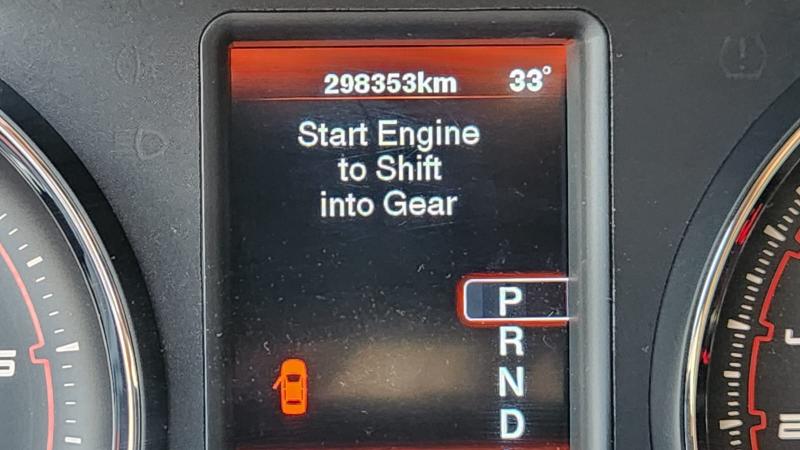 298353km 33°
Start Engine
to Shift
into Gear
P
R
N
D